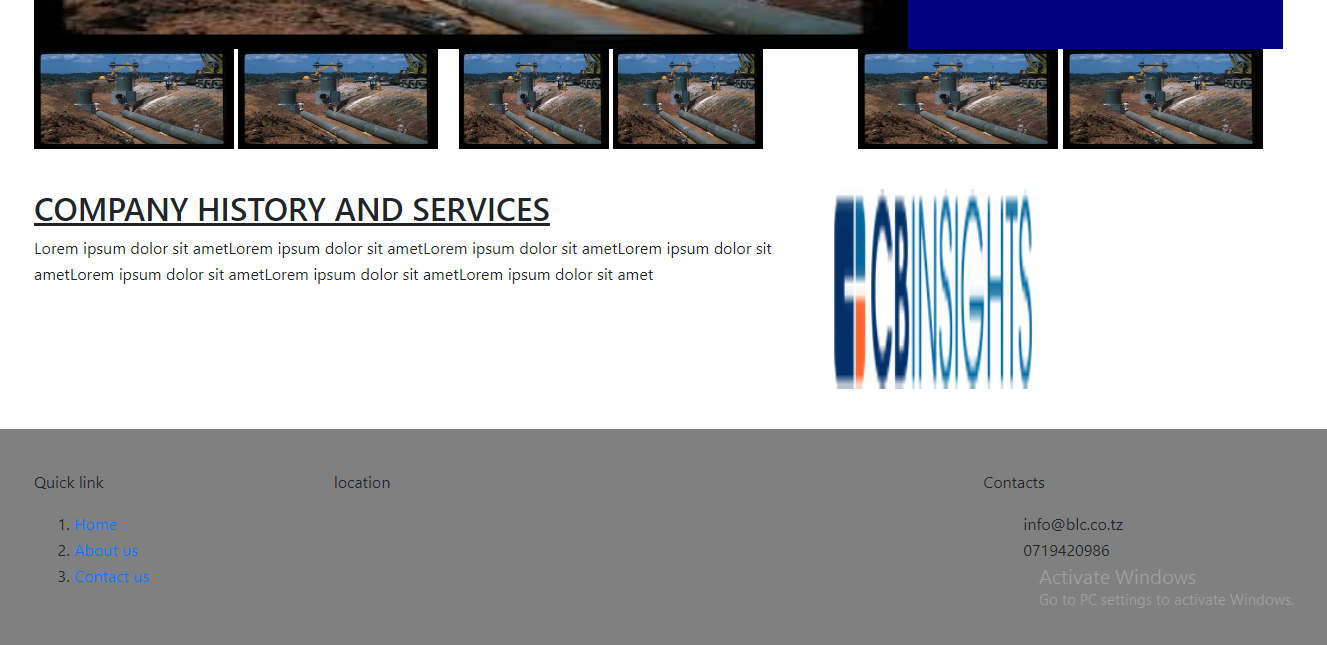 COMPANY HISTORY AND SERVICES
Lorem ipsum dolor sit ametLorem ipsum dolor sit ametLorem ipsum dolor sit ametLorem ipsum dolor sit
ametLorem ipsum dolor sit ametLorem ipsum dolor sit ametLorem ipsum dolor sit amet
CBINSIGHTS
Quick link
1. Home
2. About us
3. Contact us
location
Contacts
info@blc.co.tz
0719420986
Activate Windows
Go to PC settings to activate Windows.